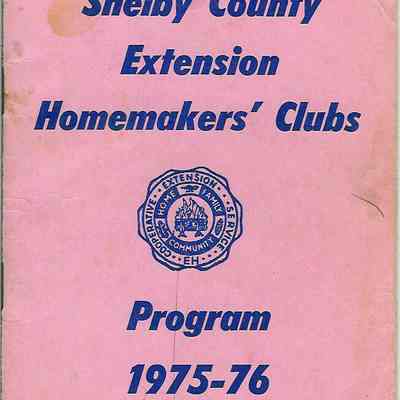 Shelby County
Extension
Homemakers' Clubs
COOPERATIVE EXTENSION SERVICE
HOME FAMILY
COMMUNITY
EH
Program
1975-76